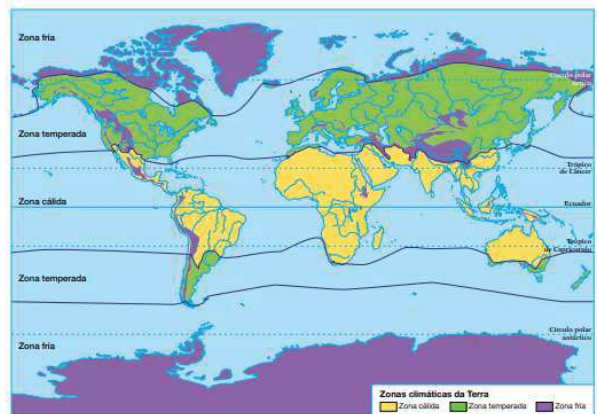 Zona fría
Círculo polar
ártico
Zona temperada
Trópico
de Cáncer
Zona cálida
Ecuador
Trópico
de Capricornio
Zona temperada
Círculo polar
antártico
Zona fría
Zonas climáticas da Terra
Zona cálida
Zona temperada
Zona fría